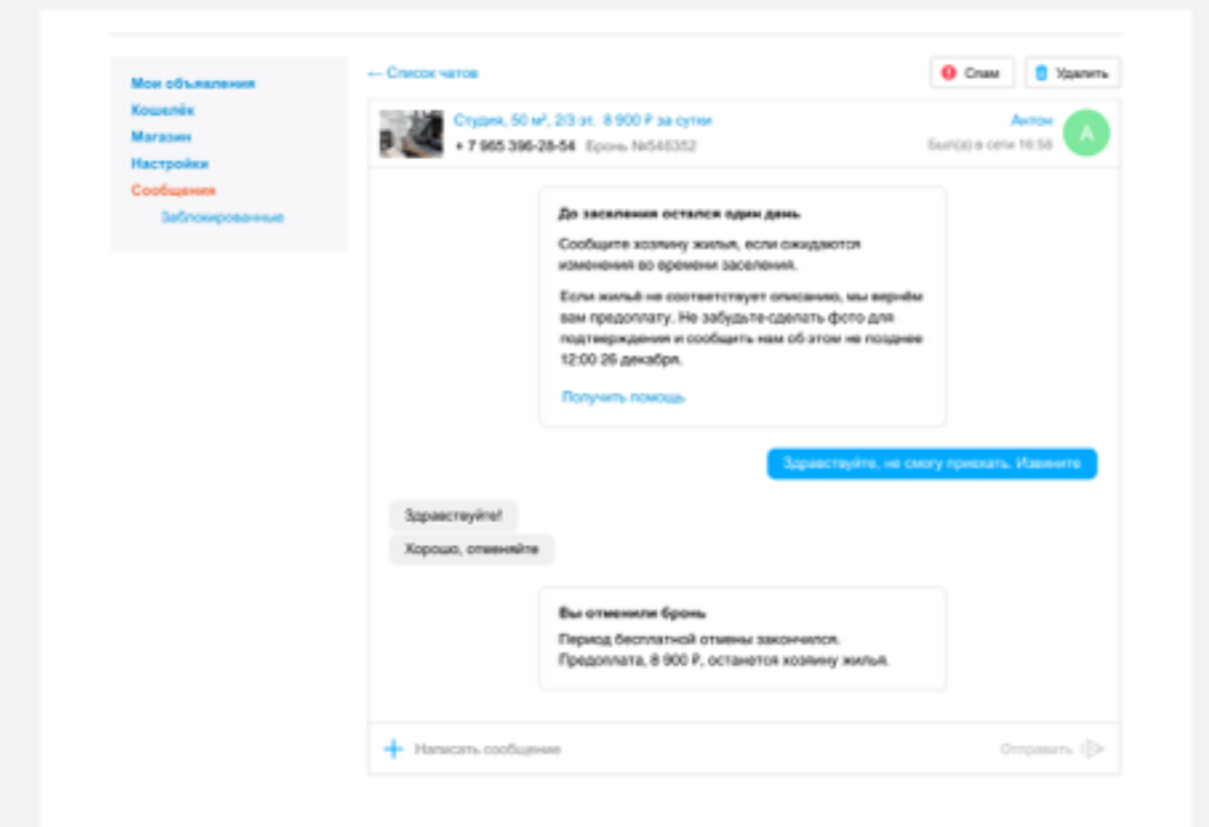 Мои объявления
Кошелёк
Магазин
Настройки
Сообщения
Заблокированные
← Список чатов
Спам
Удалить
Студия, 50 м², 2/3 эт. 8 900 ₽ за сутки
+ 7 965 396-28-54 Бронь №546352
Антон
Был(а) в сети 16:58
А
До заселения остался один день
Сообщите хозяину жилья, если ожидаются
изменения во времени заселения.
Если жильё не соответствует описанию, мы вернём
вам предоплату. Не забудьте сделать фото для
подтверждения и сообщить нам об этом не позднее
12:00 26 декабря.
Получить помощь
Здравствуйте, не смогу приехать. Извините
Здравствуйте!
Хорошо, отменяйте
Вы отменили бронь
Период бесплатной отмены закончился.
Предоплата, 8 900 ₽, останется хозяину жилья.
Написать сообщение
Отправить